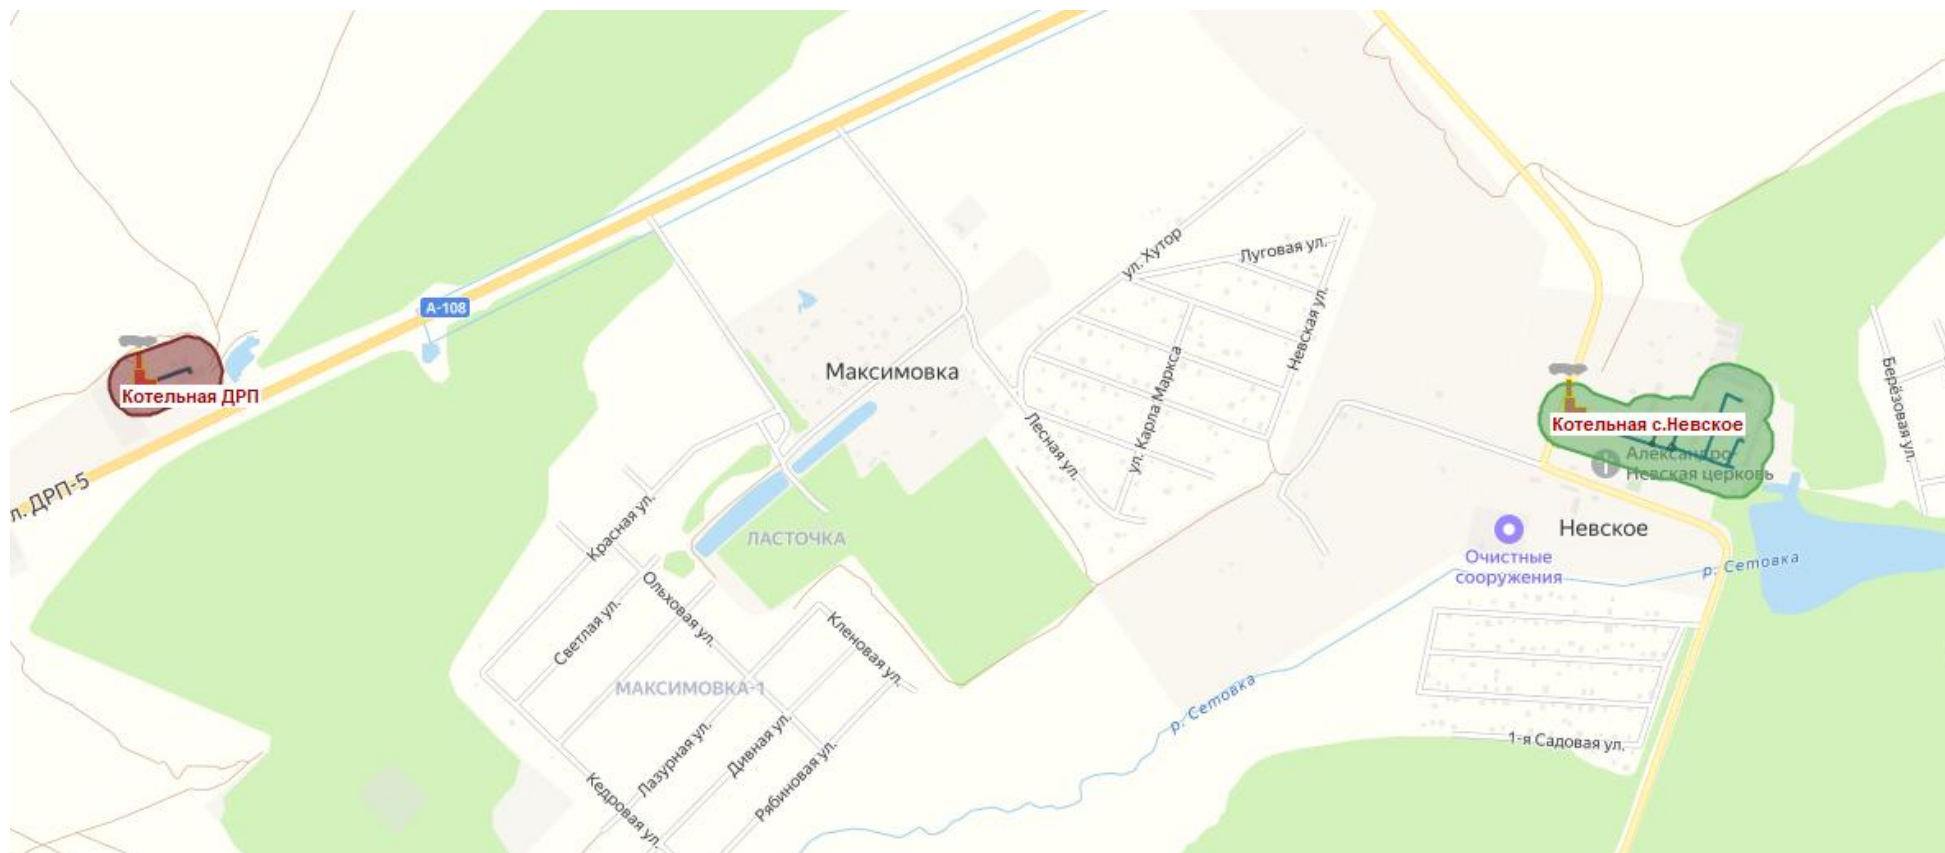 ул. Хутор
Луговая ул.
А-108
Невская ул.
Котельная ДРП
Максимовка
ул. Карла Маркса
Берёзовая ул.
Котельная с.Невское
Лесная ул.
Александро-
Невская церковь
л. ДРП-5
Красная ул.
ЛАСТОЧКА
Невское
Очистные
сооружения
р. Сетовка
Ольховая ул.
Светлая ул.
Кленовая ул.
МАКСИМОВКА-1
р. Сетовка
Лазурная ул.
Дивная ул.
1-я Садовая ул.
Рябиновая ул.
Кедровая ул.